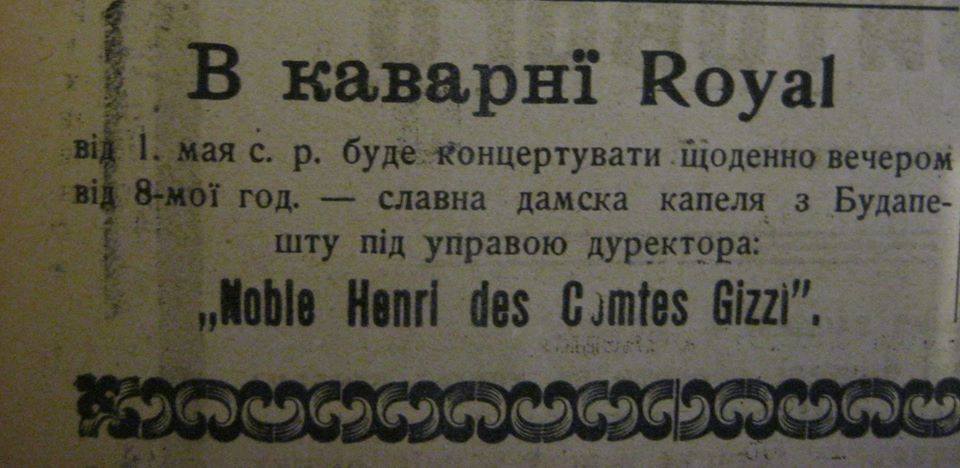 В каварнї Royal
від 1. мая с. р. буде концертувати щоденно вечером
від 8-мої год. — славна дамска капеля з Будапе-
шту під управою дуректора:
„Noble Henri des Comtes Gizzi”.